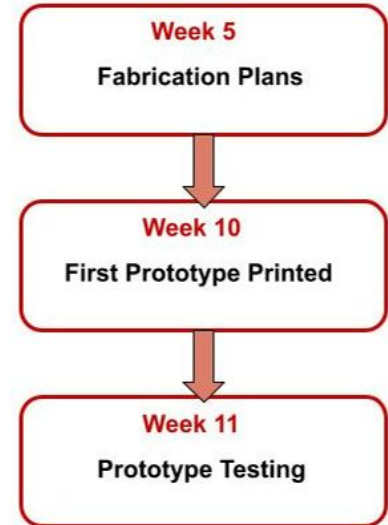 Week 5
Fabrication Plans
Week 10
First Prototype Printed
Week 11
Prototype Testing